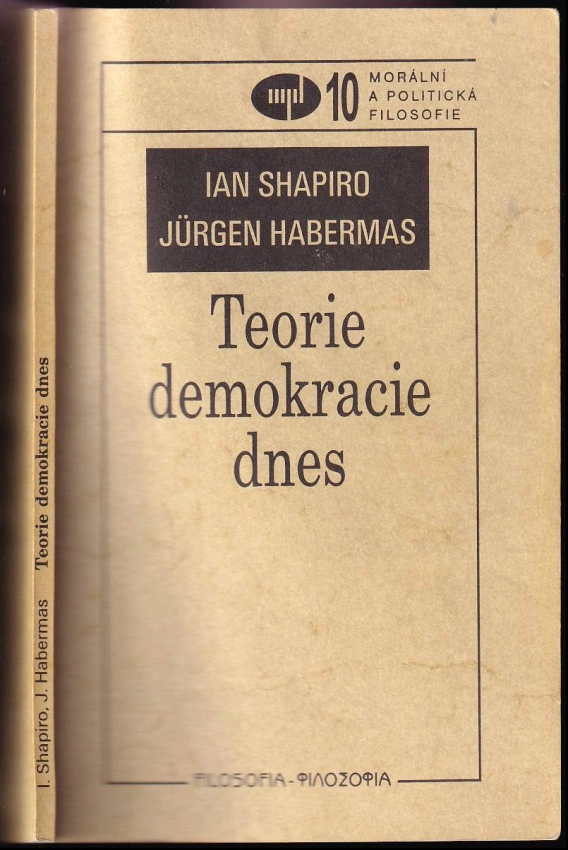 10
MORÁLNÍ
A POLITICKÁ
FILOSOFIE
IAN SHAPIRO
JÜRGEN HABERMAS
Teorie
demokracie
dnes
FILOSOFIA-ΦΙΛΟΣΟΦΙΑ
I. Shapiro, J. Habermas Teorie demokracie dnes